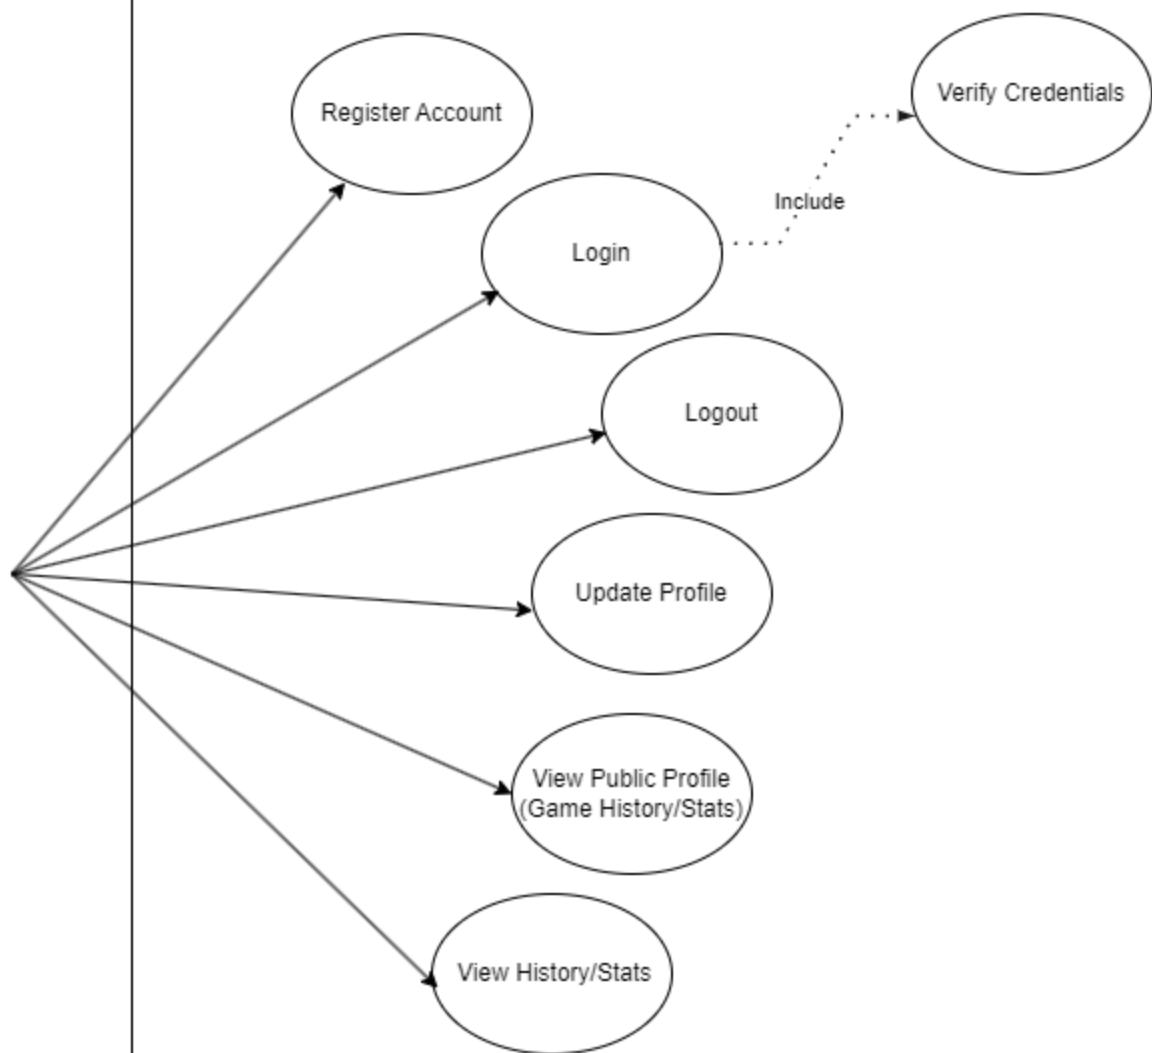 Register Account
Verify Credentials
Include
Login
Logout
Update Profile
View Public Profile
(Game History/Stats)
View History/Stats